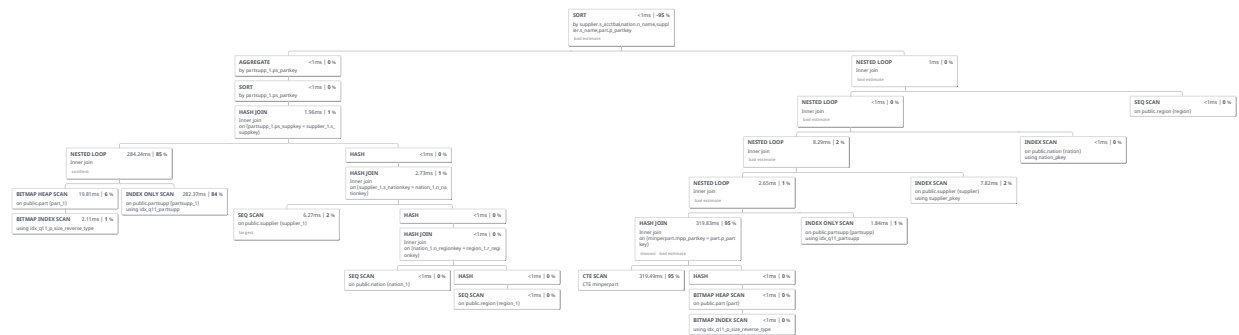 SORT <1ms | -95 %
by supplier.s_acctbal,nation.n_name,suppl
ier.s_name,part.p_partkey
bad estimate
AGGREGATE <1ms | 0 %
by partsupp_1.ps_partkey
SORT <1ms | 0 %
by partsupp_1.ps_partkey
HASH JOIN 1.96ms | 1 %
Inner join
on (partsupp_1.ps_suppkey = supplier_1.s_
suppkey)
NESTED LOOP 284.24ms | 85 %
Inner join
costliest
BITMAP HEAP SCAN 19.81ms | 6 %
on public.part (part_1)
BITMAP INDEX SCAN 2.11ms | 1 %
using idx_q11_p_size_reverse_type
INDEX ONLY SCAN 282.37ms | 84 %
on public.partsupp (partsupp_1)
using idx_q11_partsupp
HASH <1ms | 0 %
HASH JOIN 2.73ms | 1 %
Inner join
on (supplier_1.s_nationkey = nation_1.n_na
tionkey)
SEQ SCAN 6.27ms | 2 %
on public.supplier (supplier_1)
largest
HASH <1ms | 0 %
HASH JOIN <1ms | 0 %
Inner join
on (nation_1.n_regionkey = region_1.r_regi
onkey)
SEQ SCAN <1ms | 0 %
on public.nation (nation_1)
HASH <1ms | 0 %
SEQ SCAN <1ms | 0 %
on public.region (region_1)
NESTED LOOP 1ms | 0 %
Inner join
bad estimate
NESTED LOOP <1ms | 0 %
Inner join
bad estimate
SEQ SCAN <1ms | 0 %
on public.region (region)
NESTED LOOP 8.29ms | 2 %
Inner join
bad estimate
INDEX SCAN <1ms | 0 %
on public.nation (nation)
using nation_pkey
NESTED LOOP 2.65ms | 1 %
Inner join
bad estimate
INDEX SCAN 7.82ms | 2 %
on public.supplier (supplier)
using supplier_pkey
HASH JOIN 319.83ms | 95 %
Inner join
on (minperpart.mpp_partkey = part.p_part
key)
slowest bad estimate
INDEX ONLY SCAN 1.84ms | 1 %
on public.partsupp (partsupp)
using idx_q11_partsupp
CTE SCAN 319.49ms | 95 %
CTE minperpart
HASH <1ms | 0 %
BITMAP HEAP SCAN <1ms | 0 %
on public.part (part)
BITMAP INDEX SCAN <1ms | 0 %
using idx_q11_p_size_reverse_type